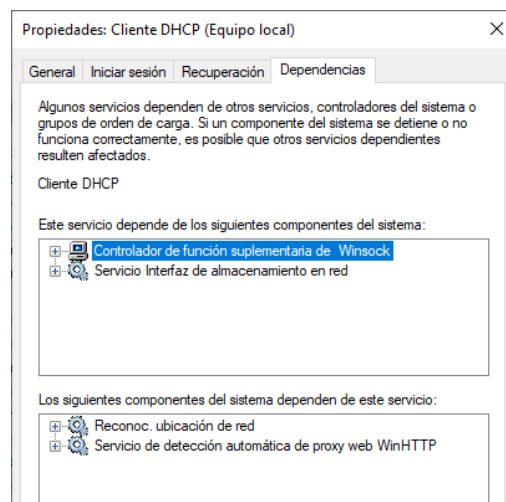 Propiedades: Cliente DHCP (Equipo local)
General Iniciar sesión Recuperación Dependencias
Algunos servicios dependen de otros servicios, controladores del sistema o
grupos de orden de carga. Si un componente del sistema se detiene o no
funciona correctamente, es posible que otros servicios dependientes
resulten afectados.
Cliente DHCP
Este servicio depende de los siguientes componentes del sistema:
Controlador de función suplementaria de Winsock
Servicio Interfaz de almacenamiento en red
Los siguientes componentes del sistema dependen de este servicio:
Reconoc. ubicación de red
Servicio de detección automática de proxy web WinHTTP